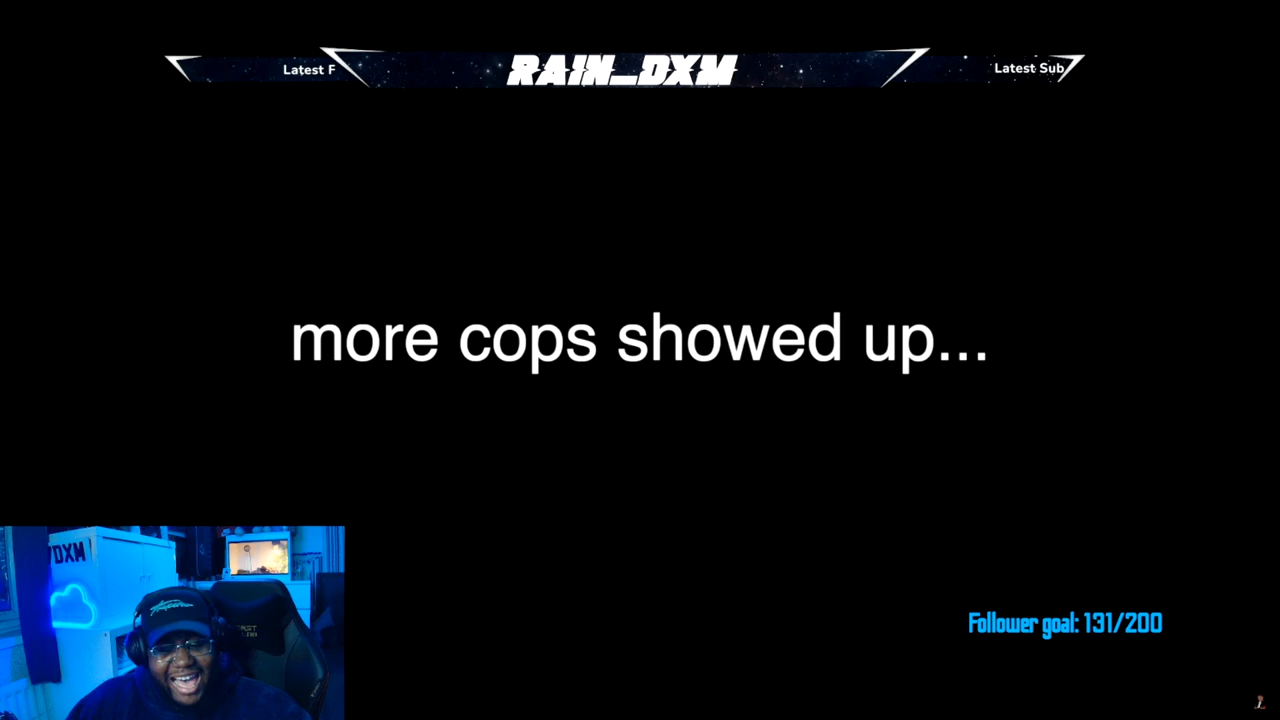 Latest F
RAIN_DXM
Latest Sub
more cops showed up...
/DXM
Follower goal: 131/200